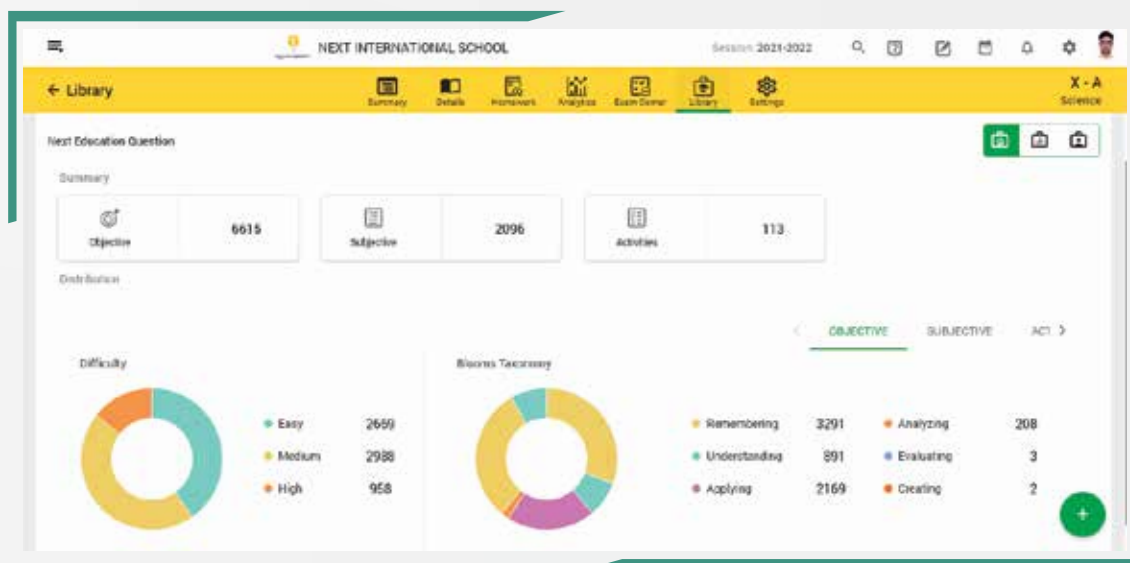 NEXT INTERNATIONAL SCHOOL
Session 2021-2022
← Library
Summary
Details
Homework
Analytics
Exam Corner
Library
Settings
X - A
Science
Next Education Question
Summary
Objective
6615
Subjective
2096
Activities
113
Distribution
OBJECTIVE
SUBJECTIVE
ACT
Difficulty
Easy 2669
Medium 2988
High 958
Blooms Taxonomy
Remembering 3291
Understanding 891
Applying 2169
Analyzing 208
Evaluating 3
Creating 2
+